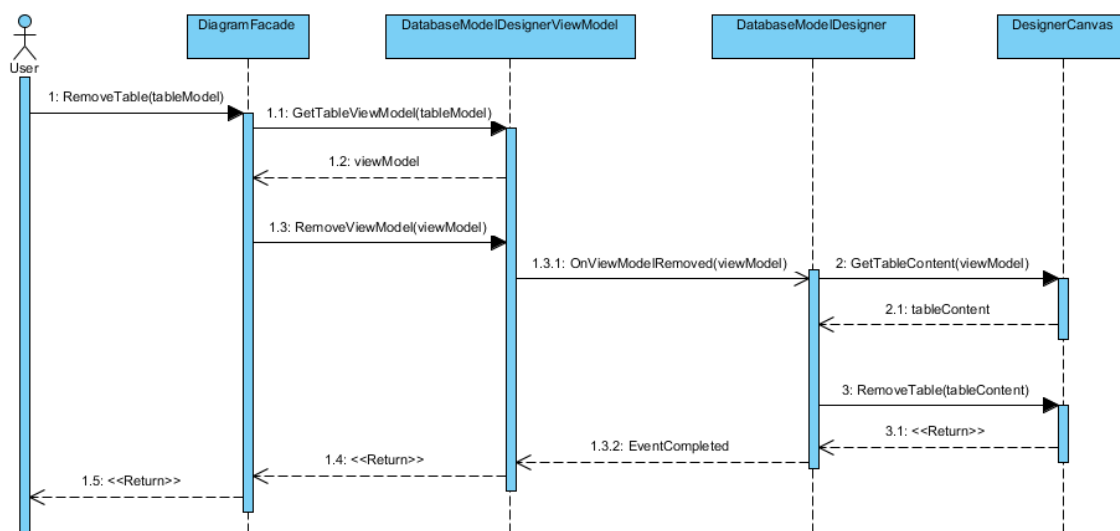 DiagramFacade
DatabaseModelDesignerViewModel
DatabaseModelDesigner
DesignerCanvas
User
1: RemoveTable(tableModel)
1.1: GetTableViewModel(tableModel)
1.2: viewModel
1.3: RemoveViewModel(viewModel)
1.3.1: OnViewModelRemoved(viewModel)
2: GetTableContent(viewModel)
2.1: tableContent
3: RemoveTable(tableContent)
3.1: <<Return>>
1.3.2: EventCompleted
1.4: <<Return>>
1.5: <<Return>>